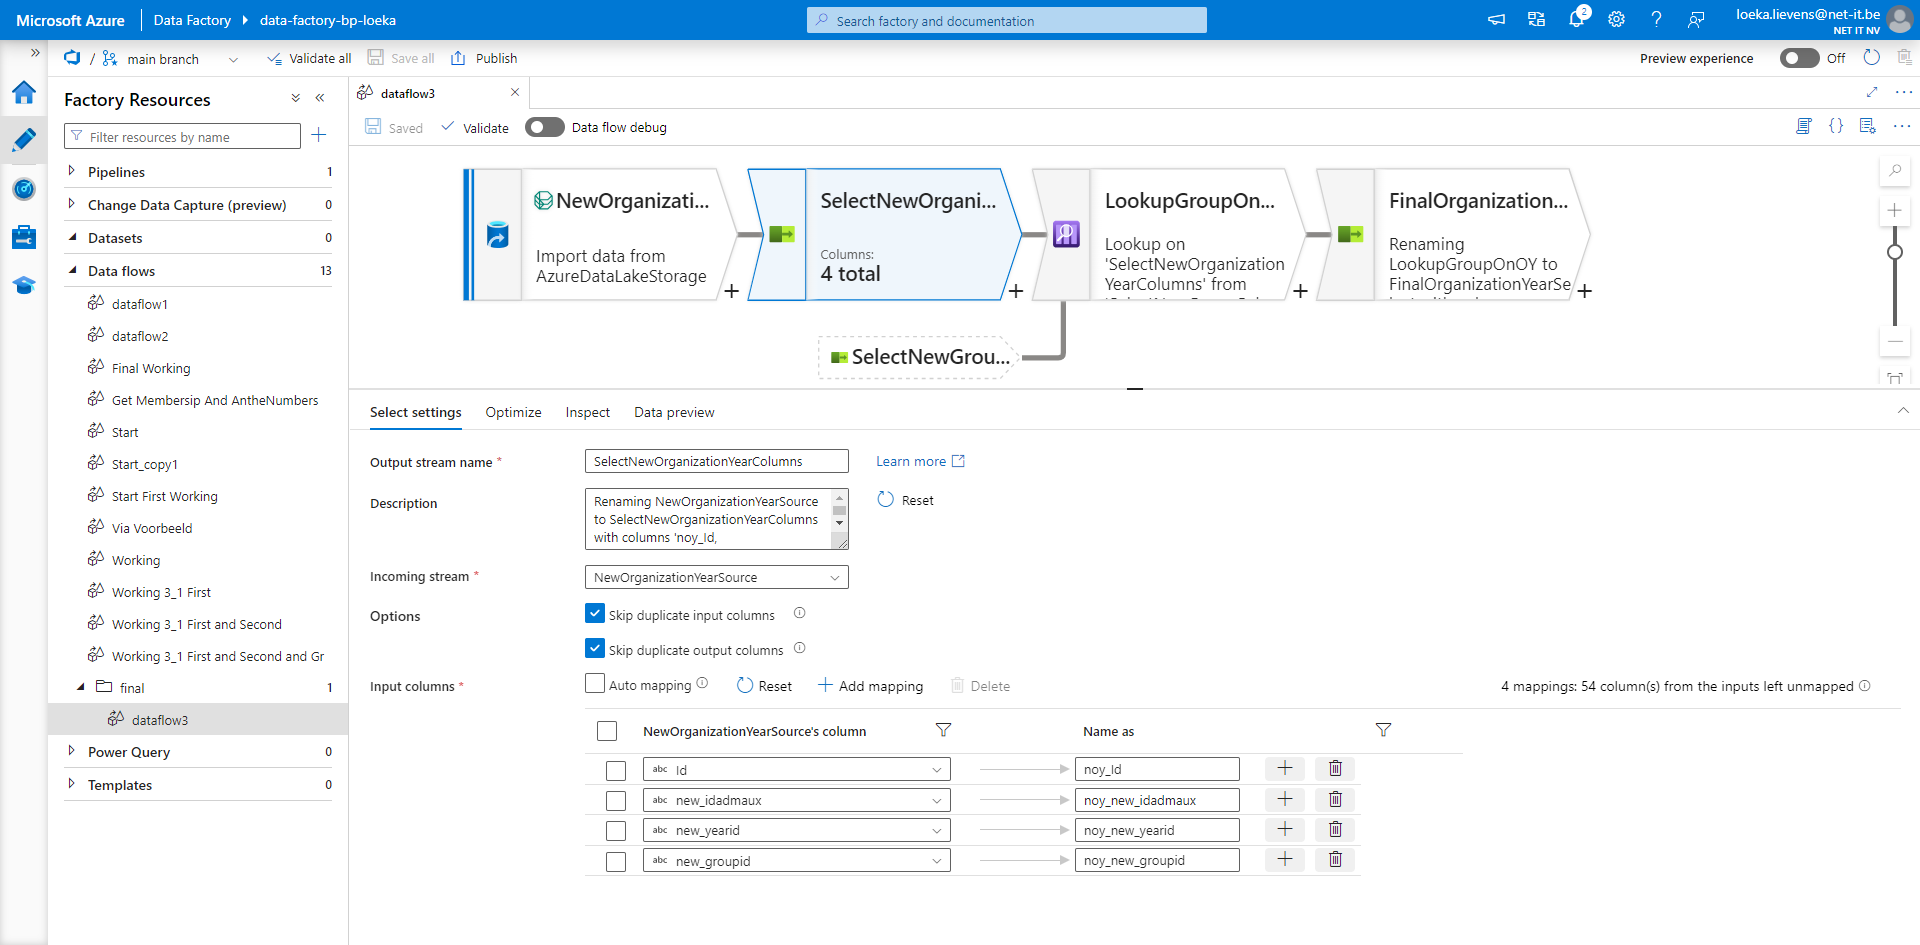 Microsoft Azure
Data Factory
data-factory-bp-loeka
Search factory and documentation
2
loeka.lievens@net-it.be
NET IT NV
/
main branch
Validate all
Save all
Publish
Preview experience
Off
Factory Resources
Filter resources by name
Pipelines 1
Change Data Capture (preview) 0
Datasets 0
Data flows 13
dataflow1
dataflow2
Final Working
Get Membersip And AntheNumbers
Start
Start_copy1
Start First Working
Via Voorbeeld
Working
Working 3_1 First
Working 3_1 First and Second
Working 3_1 First and Second and Gr
final 1
dataflow3
Power Query 0
Templates 0
dataflow3
Saved
Validate
Data flow debug
NewOrganizati...
Import data from
AzureDataLakeStorage
SelectNewOrgani...
Columns:
4 total
LookupGroupOn...
Lookup on
'SelectNewOrganization
YearColumns' from
FinalOrganization...
Renaming
LookupGroupOnOY to
FinalOrganizationYearSe
SelectNewGrou...
Select settings
Optimize
Inspect
Data preview
Output stream name *
SelectNewOrganizationYearColumns
Learn more
Description
Renaming NewOrganizationYearSource
to SelectNewOrganizationYearColumns
with columns 'noy_Id,
Reset
Incoming stream *
NewOrganizationYearSource
Options
Skip duplicate input columns
Skip duplicate output columns
Input columns *
Auto mapping
Reset
Add mapping
Delete
4 mappings: 54 column(s) from the inputs left unmapped
NewOrganizationYearSource's column
Name as
abc Id
noy_Id
abc new_idadmaux
noy_new_idadmaux
abc new_yearid
noy_new_yearid
abc new_groupid
noy_new_groupid